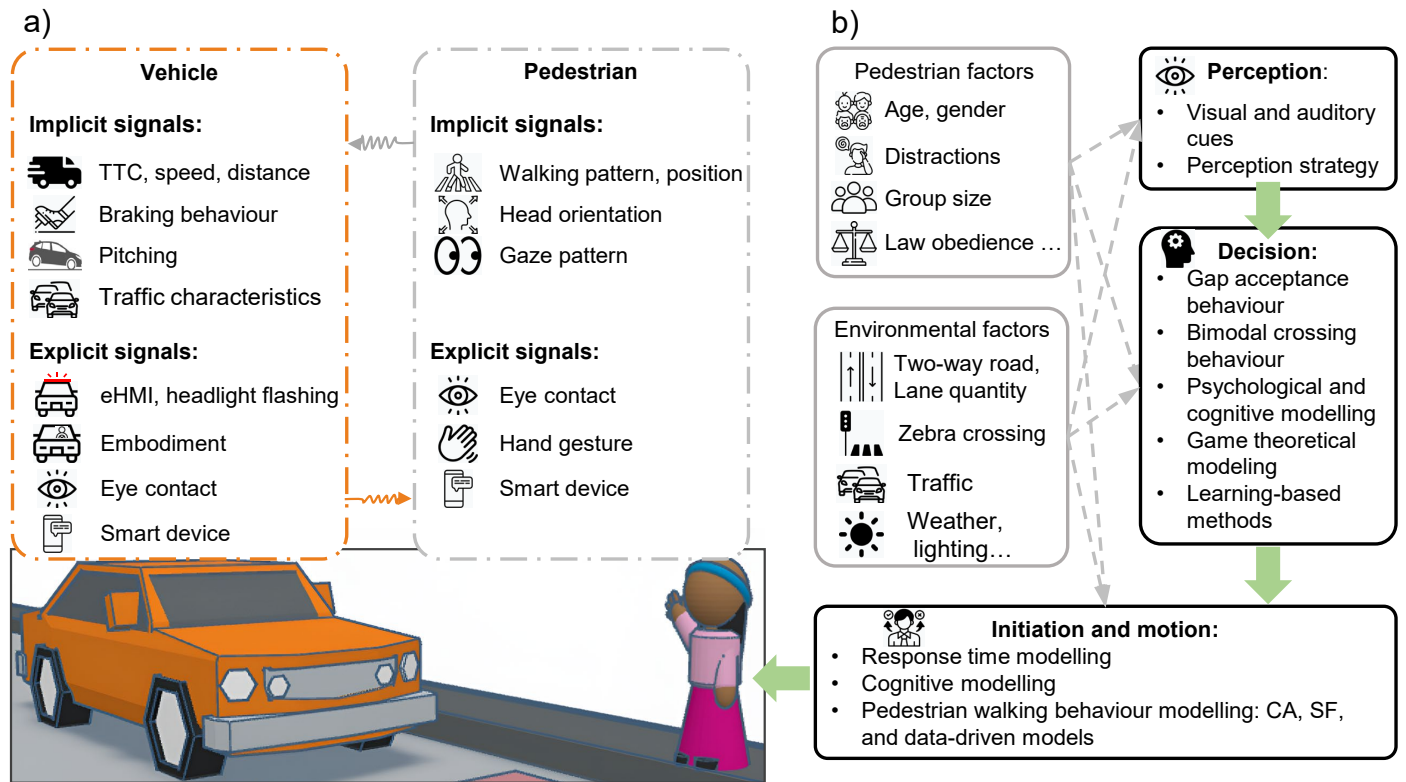 a)
Vehicle
Implicit signals:
TTC, speed, distance
Braking behaviour
Pitching
Traffic characteristics
Explicit signals:
eHMI, headlight flashing
Embodiment
Eye contact
Smart device
Pedestrian
Implicit signals:
Walking pattern, position
Head orientation
Gaze pattern
Explicit signals:
Eye contact
Hand gesture
Smart device
b)
Pedestrian factors
Age, gender
Distractions
Group size
Law obedience …
Environmental factors
Two-way road,
Lane quantity
Zebra crossing
Traffic
Weather,
lighting…
Perception:
• Visual and auditory
cues
• Perception strategy
Decision:
• Gap acceptance
behaviour
• Bimodal crossing
behaviour
• Psychological and
cognitive modelling
• Game theoretical
modeling
• Learning-based
methods
Initiation and motion:
• Response time modelling
• Cognitive modelling
• Pedestrian walking behaviour modelling: CA, SF,
and data-driven models